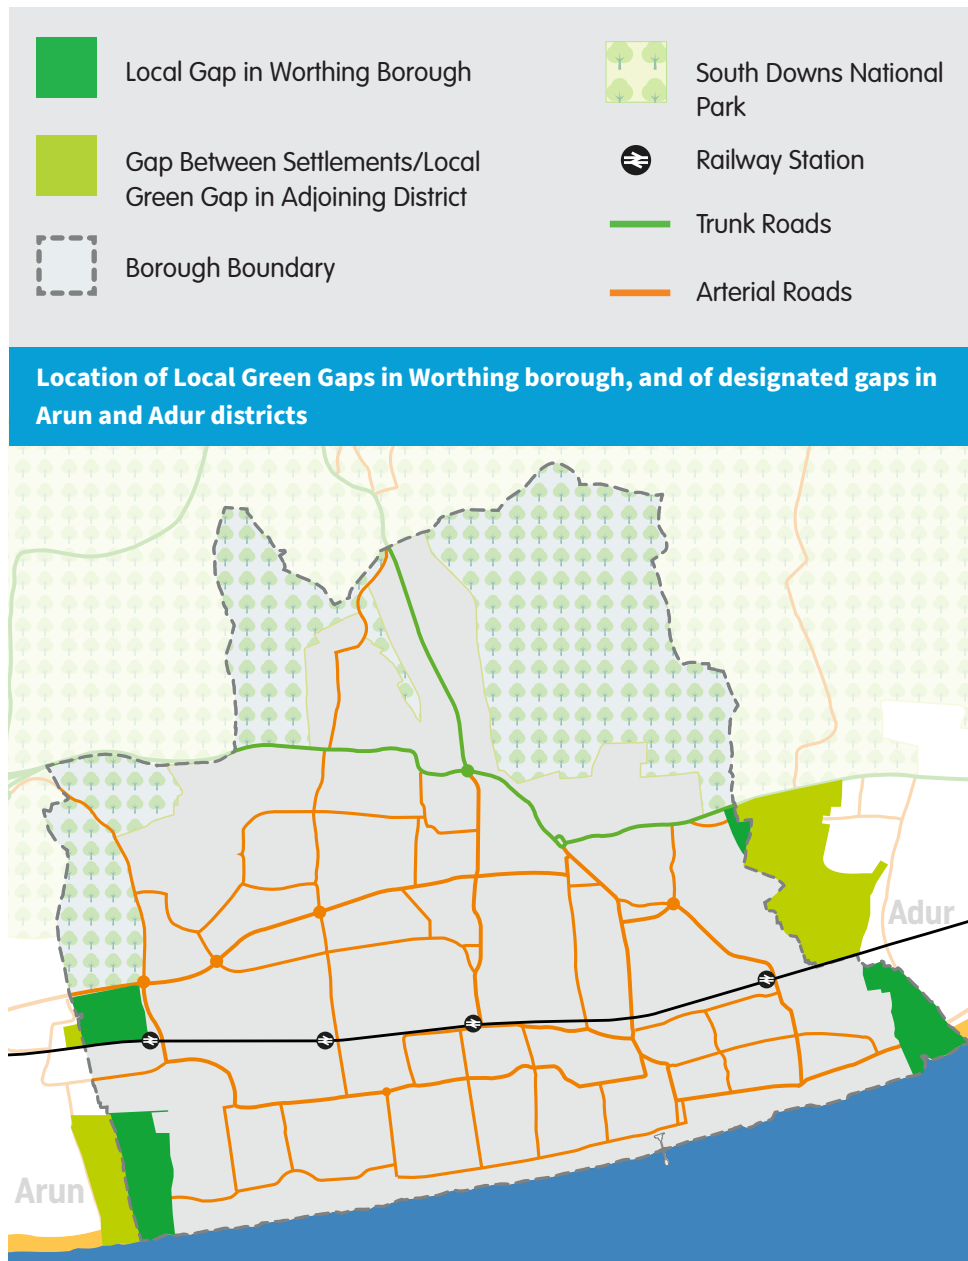 Local Gap in Worthing Borough
Gap Between Settlements/Local
Green Gap in Adjoining District
Borough Boundary
South Downs National
Park
Railway Station
Trunk Roads
Arterial Roads
Location of Local Green Gaps in Worthing borough, and of designated gaps in
Arun and Adur districts
Adur
Arun